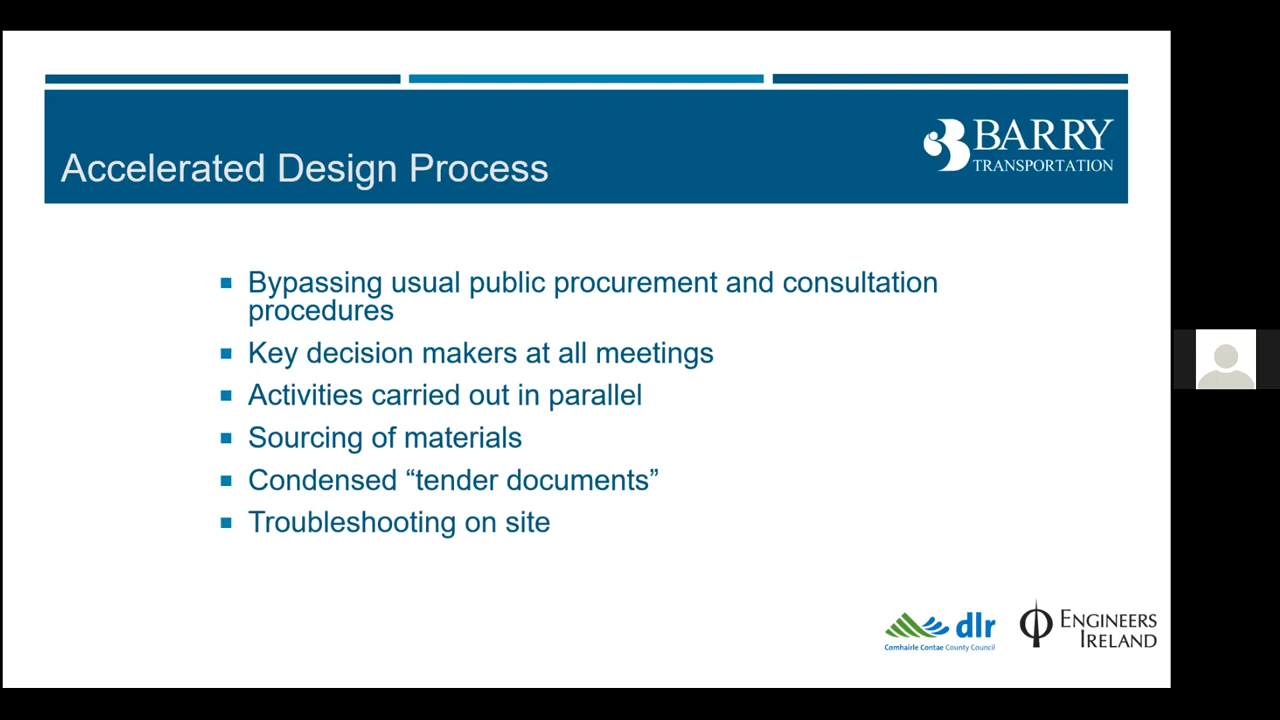 BARRY
TRANSPORTATION
Accelerated Design Process
Bypassing usual public procurement and consultation
procedures
Key decision makers at all meetings
Activities carried out in parallel
Sourcing of materials
Condensed “tender documents”
Troubleshooting on site
dlr
Comhairle Contae County Council
ENGINEERS
IRELAND